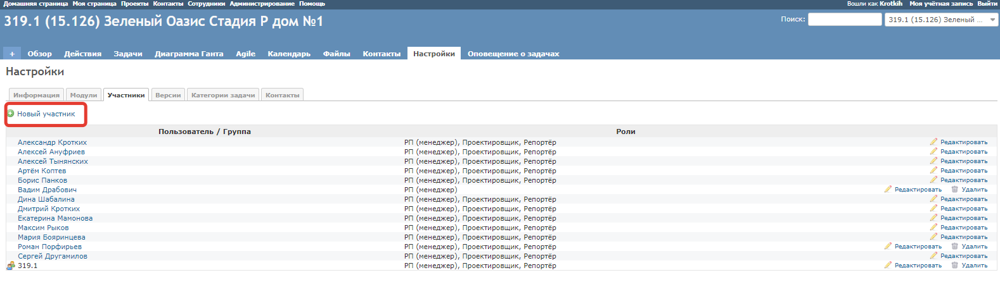 Домашняя страница Моя страница Проекты Контакты Сотрудники Администрирование Помощь Вошли как Krotkih Моя учётная запись Выйти
319.1 (15.126) Зеленый Оазис Стадия Р дом №1 Поиск: 319.1 (15.126) Зеленый ...
+ Обзор Действия Задачи Диаграмма Ганта Agile Календарь Файлы Контакты Настройки Оповещение о задачах
Настройки
Информация Модули Участники Версии Категории задачи Контакты
Новый участник
Пользователь / Группа Роли
Александр Кротких РП (менеджер), Проектировщик, Репортёр Редактировать
Алексей Ануфриев РП (менеджер), Проектировщик, Репортёр Редактировать
Алексей Тынянских РП (менеджер), Проектировщик, Репортёр Редактировать
Артём Коптев РП (менеджер), Проектировщик, Репортёр Редактировать
Борис Панков РП (менеджер), Проектировщик, Репортёр Редактировать
Вадим Драбович РП (менеджер) Редактировать Удалить
Дина Шабалина РП (менеджер), Проектировщик, Репортёр Редактировать
Дмитрий Кротких РП (менеджер), Проектировщик, Репортёр Редактировать
Екатерина Мамонова РП (менеджер), Проектировщик, Репортёр Редактировать
Максим Рыков РП (менеджер), Проектировщик, Репортёр Редактировать
Мария Бояринцева РП (менеджер), Проектировщик, Репортёр Редактировать
Роман Порфирьев РП (менеджер), Проектировщик, Репортёр Редактировать Удалить
Сергей Другамилов РП (менеджер), Проектировщик, Репортёр Редактировать
319.1 РП (менеджер), Проектировщик, Репортёр Редактировать Удалить